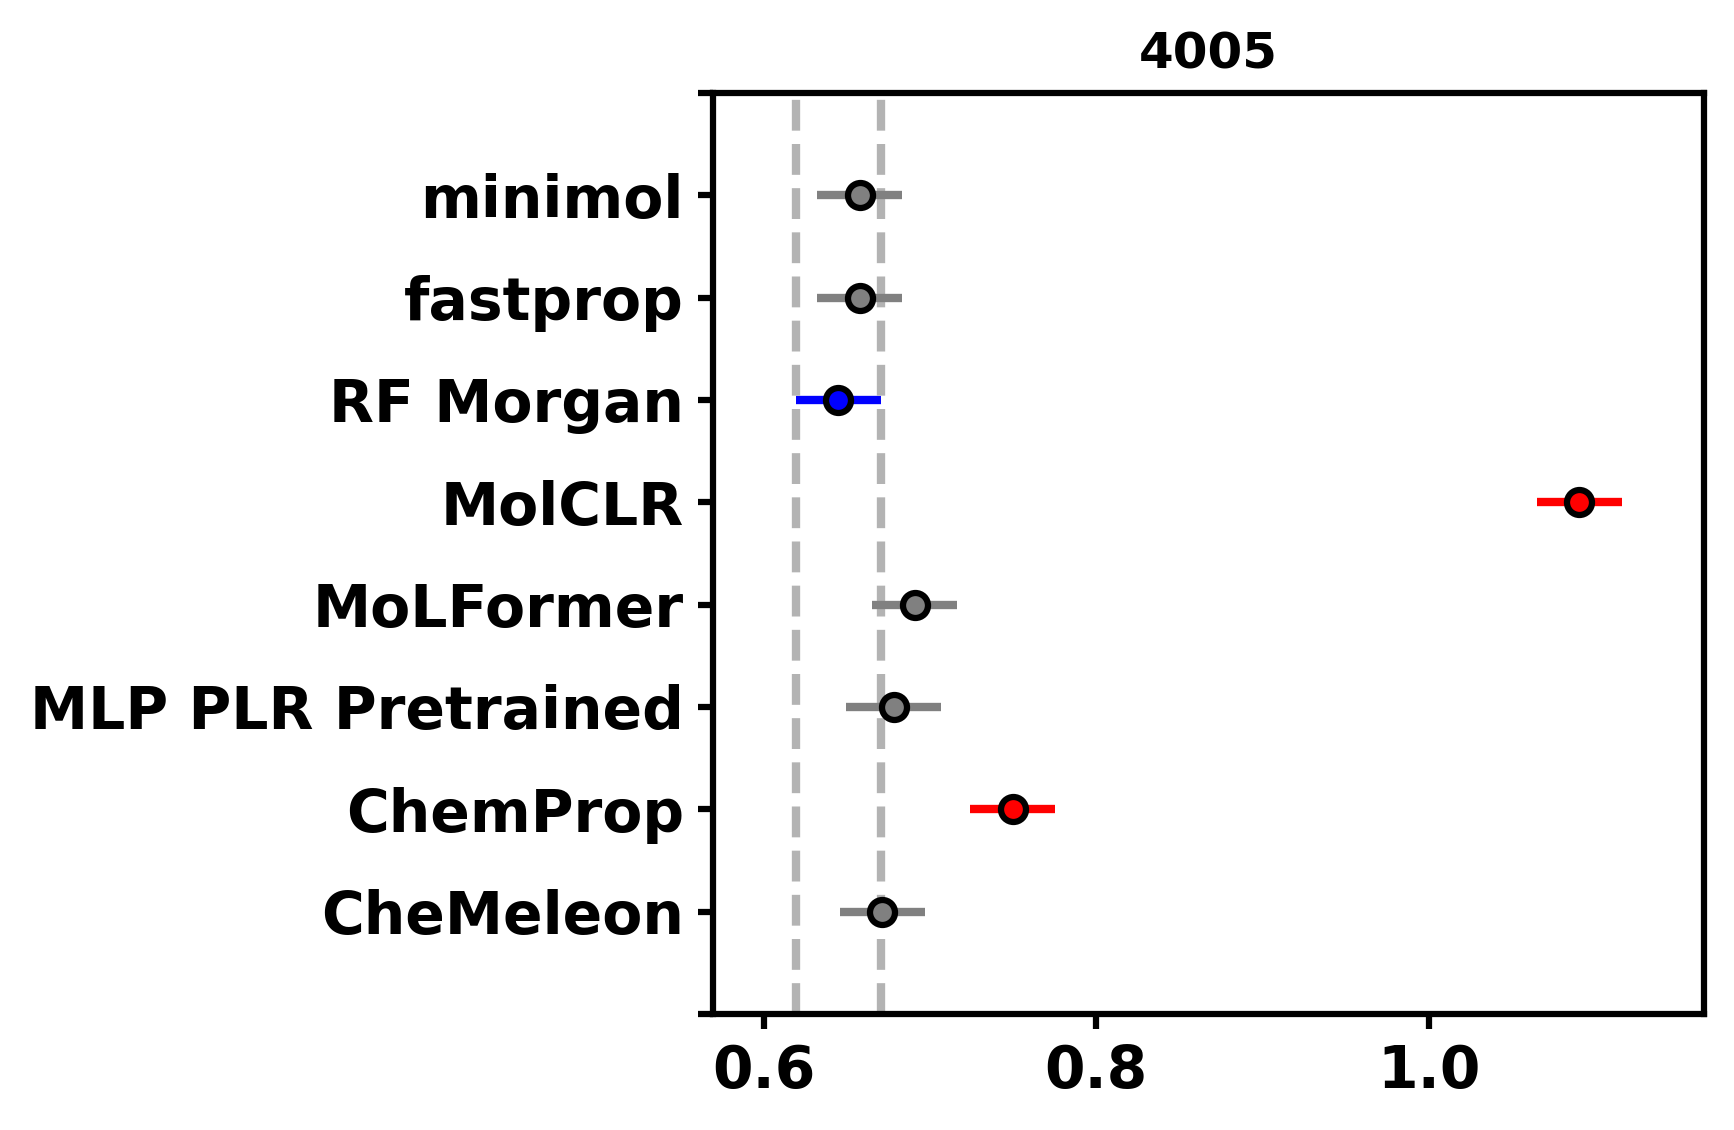 4005
minimol
fastprop
RF Morgan
MolCLR
MoLFormer
MLP PLR Pretrained
ChemProp
CheMeleon
0.6 0.8 1.0